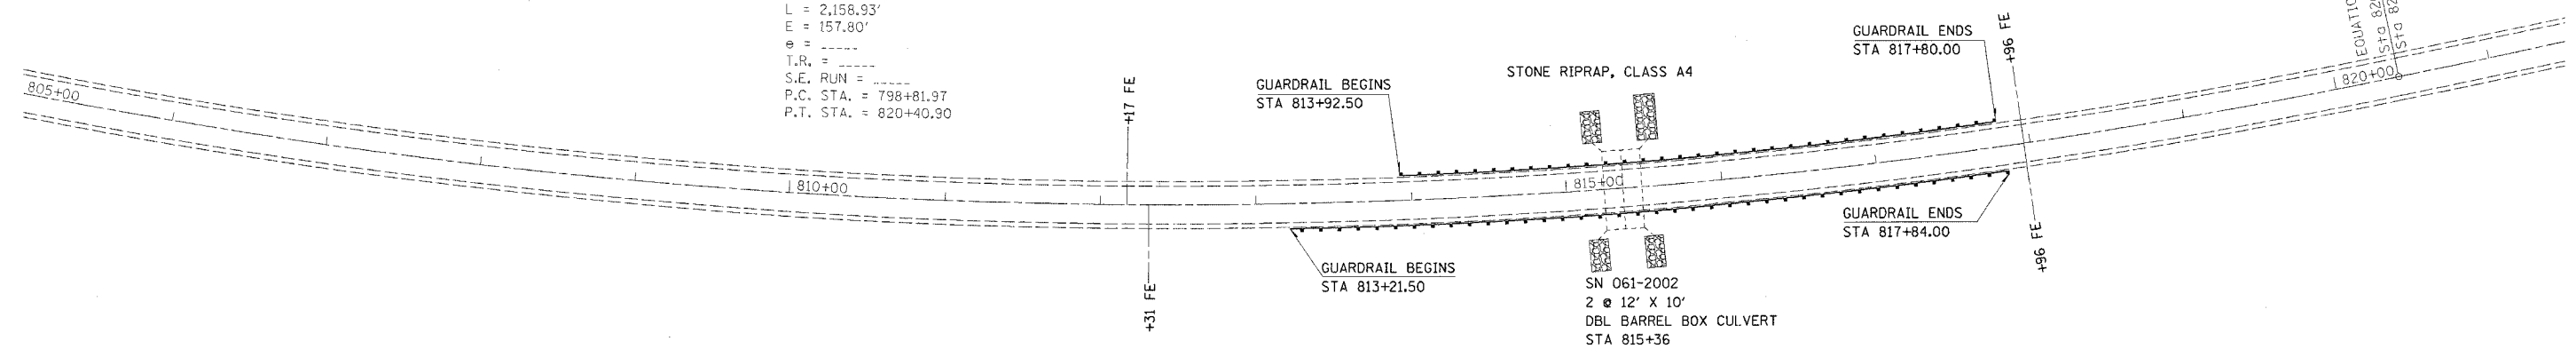 L = 2,158.93'
E = 157.80'
e = _____
T.R. = _____
S.E. RUN = _____
P.C. STA. = 798+81.97
P.T. STA. = 820+40.90
805+00
810+00
+17 FE
+31 FE
GUARDRAIL BEGINS
STA 813+92.50
GUARDRAIL BEGINS
STA 813+21.50
STONE RIPRAP, CLASS A4
815+00
SN 061-2002
2 @ 12' X 10'
DBL BARREL BOX CULVERT
STA 815+36
GUARDRAIL ENDS
STA 817+80.00
GUARDRAIL ENDS
STA 817+84.00
+96 FE
+96 FE
820+00
Sta
Sta